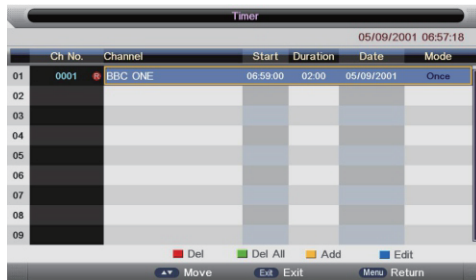 Timer
05/09/2001 06:57:18
Ch No. Channel Start Duration Date Mode
01 0001 R BBC ONE 06:59:00 02:00 05/09/2001 Once
02
03
04
05
06
07
08
09
Del Del All Add Edit
Move Exit Exit Menu Return